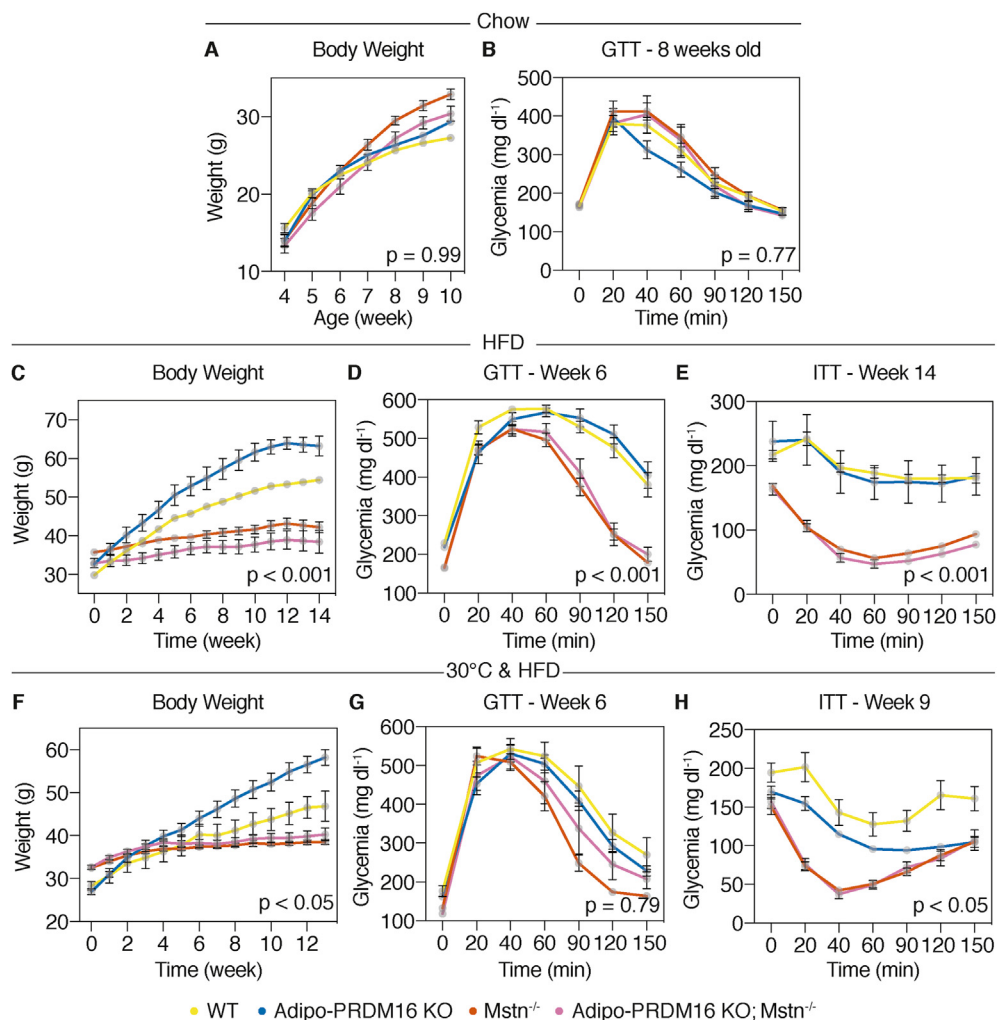 Chow
A Body Weight
B GTT - 8 weeks old
Weight (g)
30
20
10
4 5 6 7 8 9 10
Age (week)
p = 0.99
Glycemia (mg dl⁻¹)
500
400
300
200
100
0
0 20 40 60 90 120 150
Time (min)
p = 0.77
HFD
C Body Weight
D GTT - Week 6
E ITT - Week 14
Weight (g)
70
60
50
40
30
0 2 4 6 8 10 12 14
Time (week)
p < 0.001
Glycemia (mg dl⁻¹)
600
500
400
300
200
100
0 20 40 60 90 120 150
Time (min)
p < 0.001
Glycemia (mg dl⁻¹)
300
200
100
0
0 20 40 60 90 120 150
Time (min)
p < 0.001
30°C & HFD
F Body Weight
G GTT - Week 6
H ITT - Week 9
Weight (g)
60
50
40
30
20
0 2 4 6 8 10 12
Time (week)
p < 0.05
Glycemia (mg dl⁻¹)
600
500
400
300
200
100
0 20 40 60 90 120 150
Time (min)
p = 0.79
Glycemia (mg dl⁻¹)
250
200
150
100
50
0
0 20 40 60 90 120 150
Time (min)
p < 0.05
WT Adipo-PRDM16 KO Mstn⁻/⁻ Adipo-PRDM16 KO; Mstn⁻/⁻